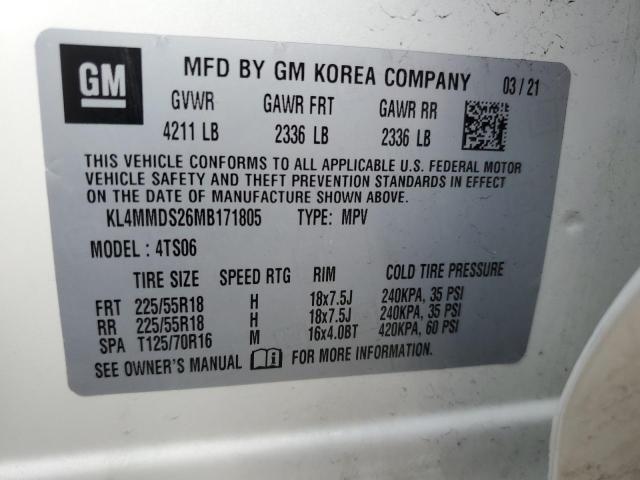 GM MFD BY GM KOREA COMPANY 03 / 21
GVWR GAWR FRT GAWR RR
4211 LB 2336 LB 2336 LB
THIS VEHICLE CONFORMS TO ALL APPLICABLE U.S. FEDERAL MOTOR
VEHICLE SAFETY AND THEFT PREVENTION STANDARDS IN EFFECT
ON THE DATE OF MANUFACTURE SHOWN ABOVE.
KL4MMDS26MB171805 TYPE: MPV
MODEL : 4TS06
TIRE SIZE SPEED RTG RIM COLD TIRE PRESSURE
FRT 225/55R18 H 18x7.5J 240KPA, 35 PSI
RR 225/55R18 H 18x7.5J 240KPA, 35 PSI
SPA T125/70R16 M 16x4.0BT 420KPA, 60 PSI
SEE OWNER'S MANUAL FOR MORE INFORMATION.